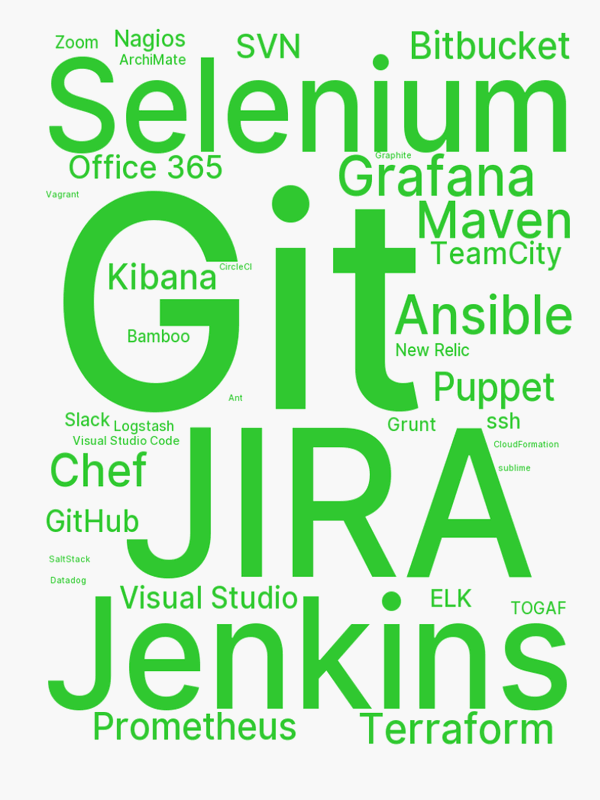 Zoom
Nagios
SVN
Bitbucket
ArchiMate
Selenium
Graphite
Office 365
Grafana
Vagrant
Maven
TeamCity
Git
Kibana
CircleCI
Ansible
Bamboo
New Relic
Puppet
Ant
Slack
Logstash
Grunt
ssh
Visual Studio Code
CloudFormation
JIRA
Chef
sublime
GitHub
SaltStack
Datadog
Visual Studio
ELK
TOGAF
Jenkins
Prometheus
Terraform